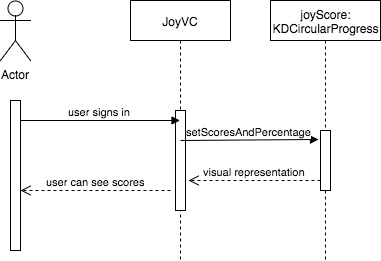 JoyVC
joyScore:
KDCircularProgress
Actor
user signs in
setScoresAndPercentage
visual representation
user can see scores